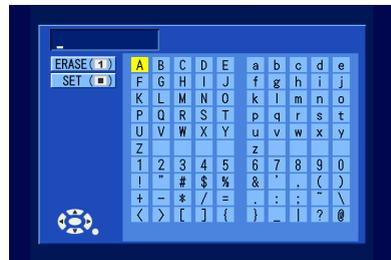 _
ERASE (1)
SET (■)
A B C D E a b c d e
F G H I J f g h i j
K L M N O k l m n o
P Q R S T p q r s t
U V W X Y u v w x y
Z z
1 2 3 4 5 6 7 8 9 0
! " # $ % & ' . ( )
+ - * / = , : ; ~ \
< > [ ] { } _ | ? @